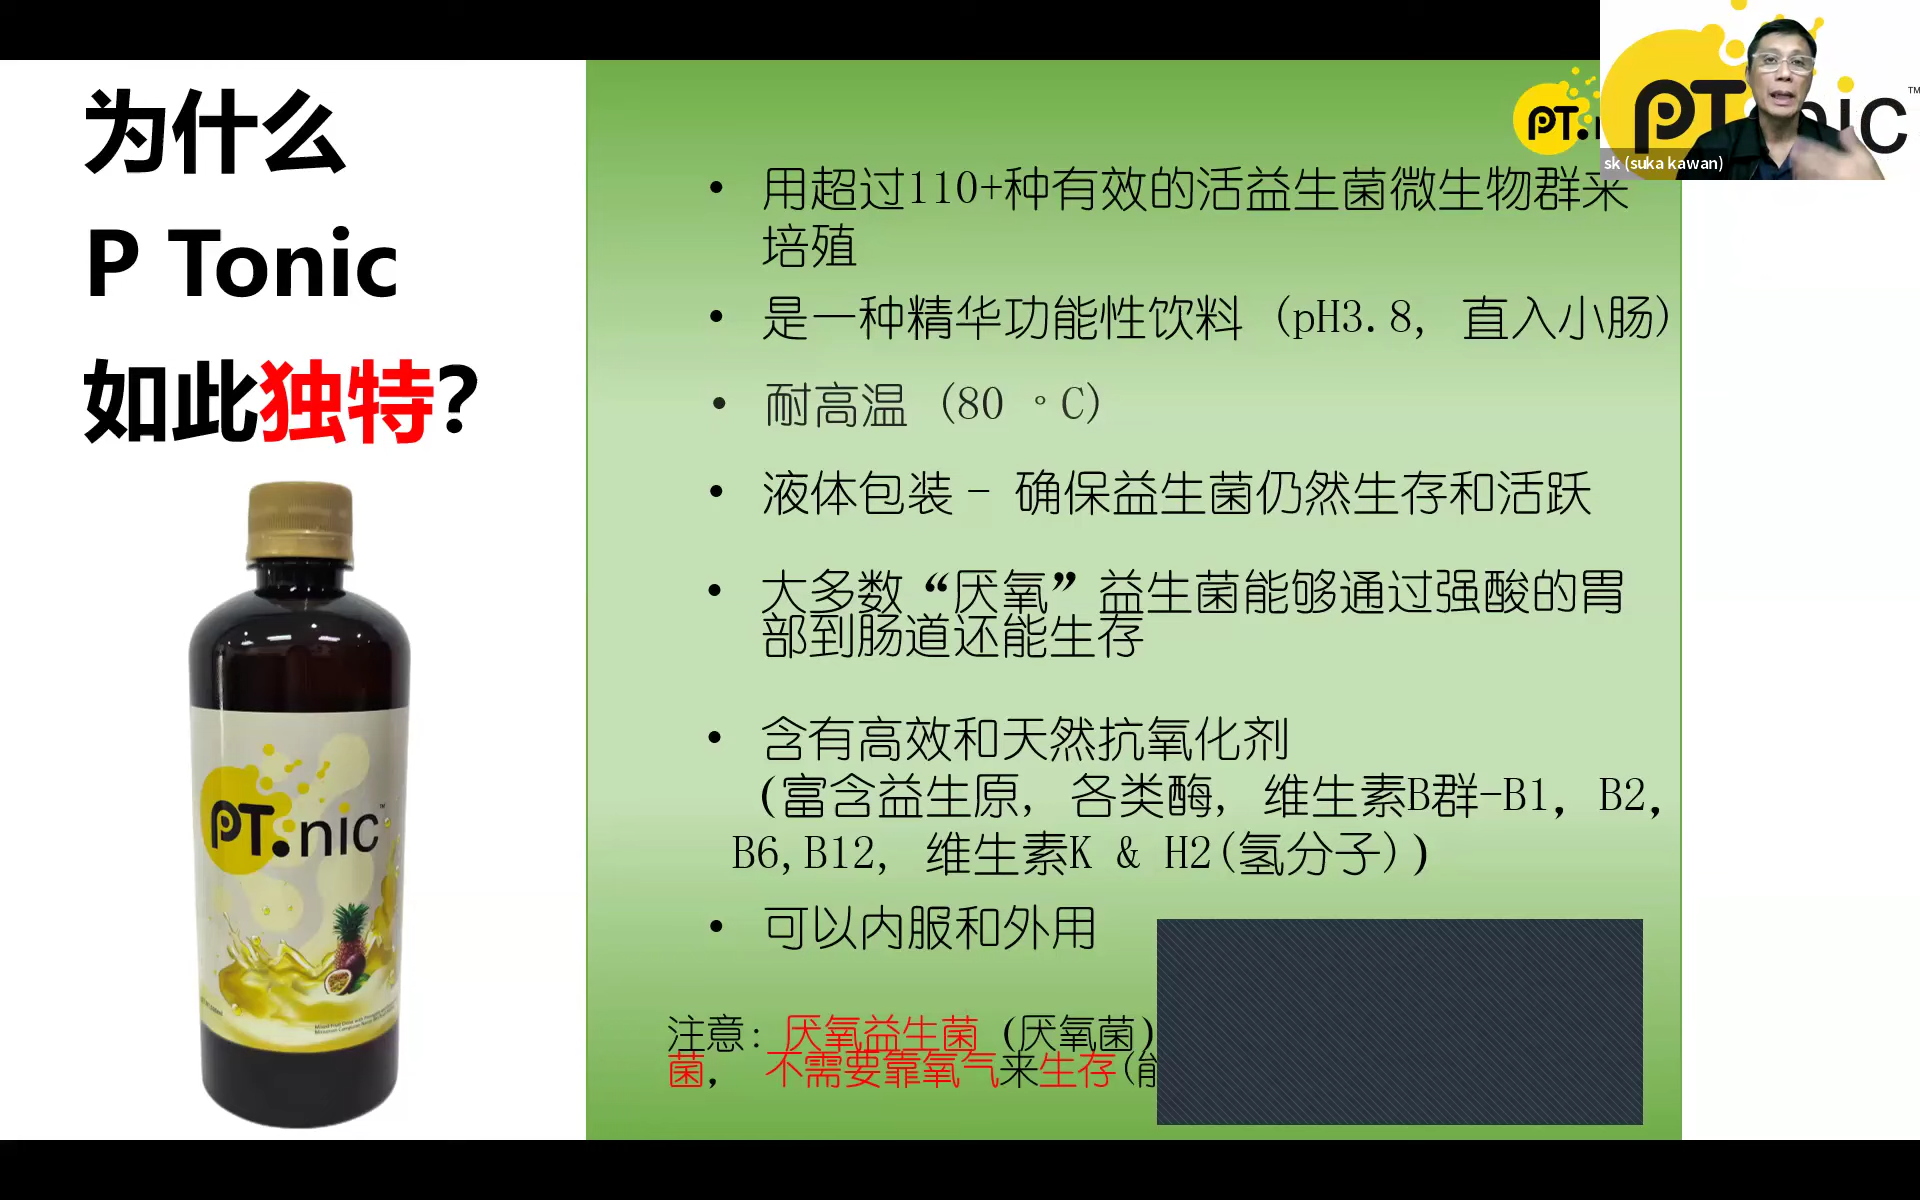 为什么
P Tonic
如此独特?
PT.nic
PT.nic™
sk (suka kawan)
• 用超过110+种有效的活益生菌微生物群来
培殖
• 是一种精华功能性饮料 (pH3.8, 直入小肠)
• 耐高温 (80 °C)
• 液体包装 - 确保益生菌仍然生存和活跃
• 大多数“厌氧”益生菌能够通过强酸的胃
部到肠道还能生存
• 含有高效和天然抗氧化剂
(富含益生原, 各类酶, 维生素B群-B1, B2,
B6,B12, 维生素K & H2(氢分子))
• 可以内服和外用
注意: 厌氧益生菌 (厌氧菌)
菌, 不需要靠氧气来生存(